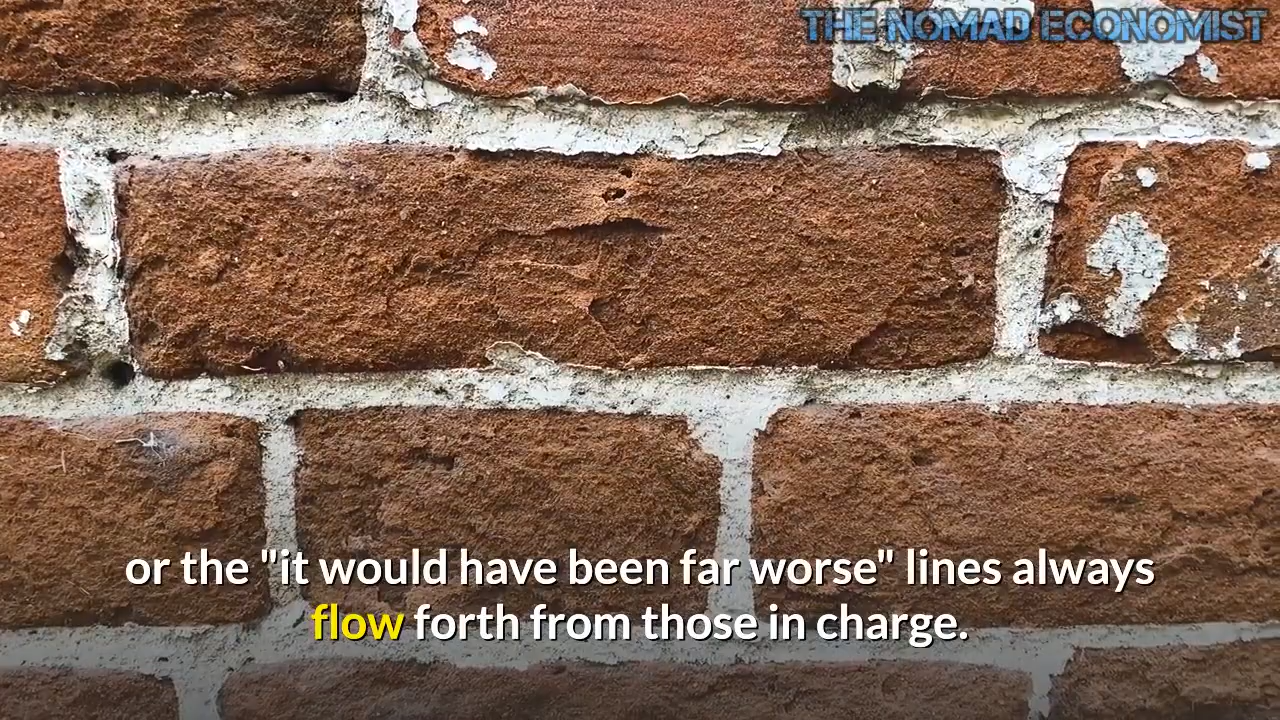 THE NOMAD ECONOMIST
or the "it would have been far worse" lines always
flow forth from those in charge.